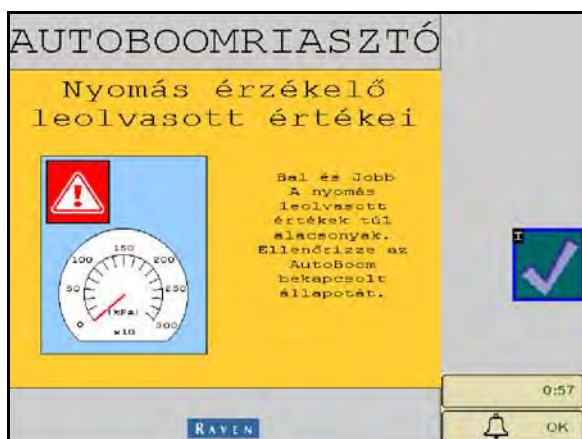 AUTOBOOMRIASZTÓ
Nyomás érzékelő
leolvasott értékei
Bal és Jobb
A nyomás
leolvasott
értékek túl
alacsonyak.
Ellenőrizze az
AutoBoom
bekapcsolt
állapotát.
150
100 200
50 250
(kPa)
0 300
x10
I
0:57
RAVEN
OK